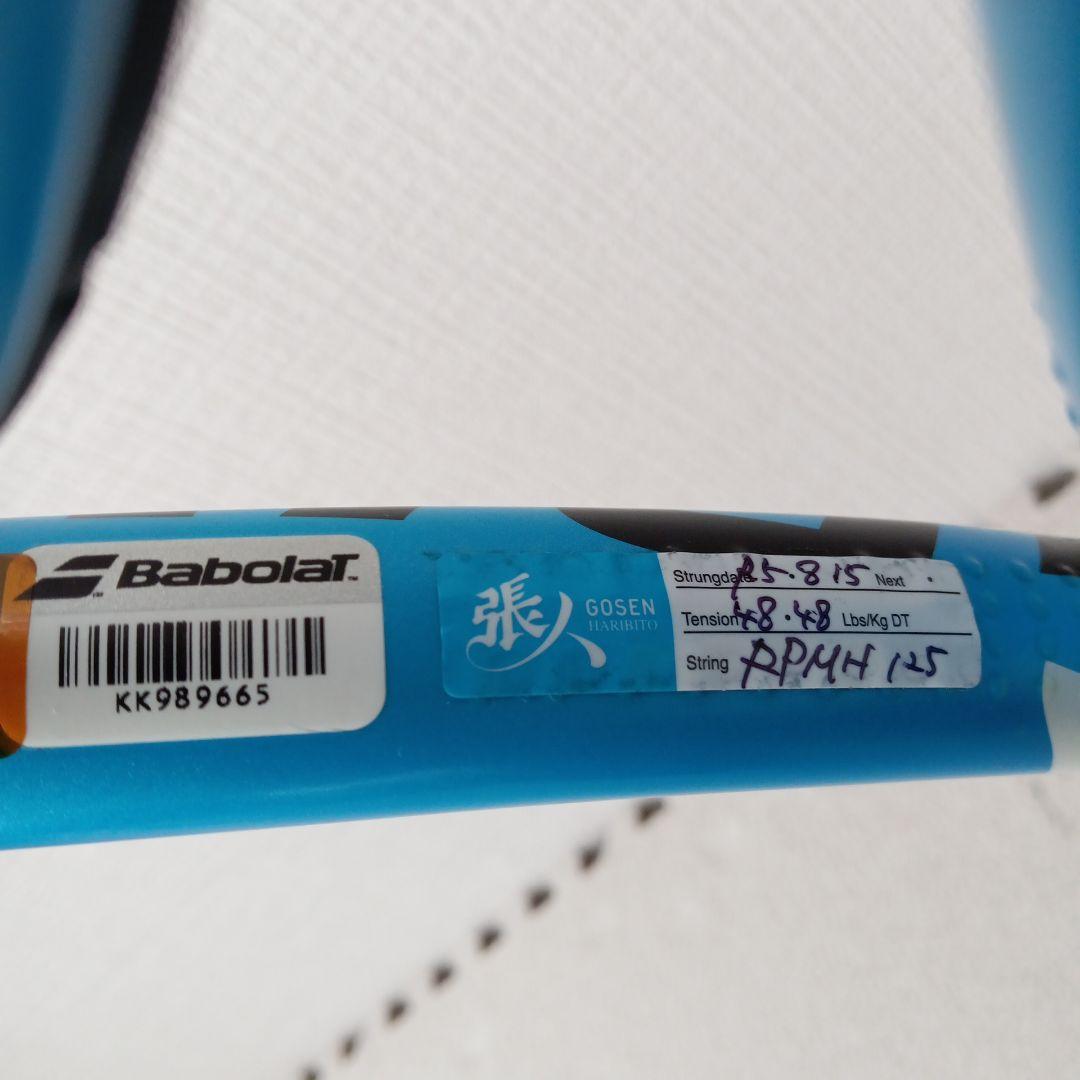 Babolat
KK989665
張人
GOSEN
HARIBITO
Strungdate R5.8 15 Next .
Tension 48.48 Lbs/Kg DT
String RPMH 125